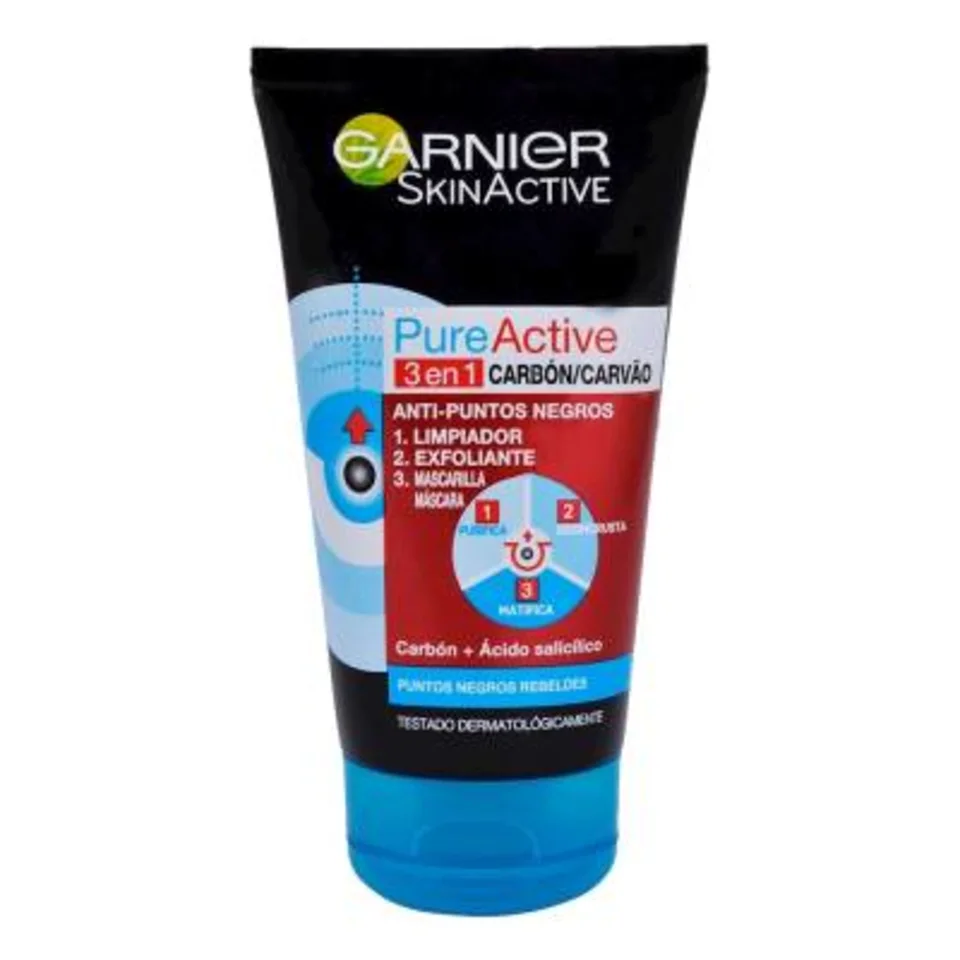 GARNIER
SKINACTIVE
PureActive
3 en 1 CARBÓN/CARVÃO
ANTI-PUNTOS NEGROS
1. LIMPIADOR
2. EXFOLIANTE
3. MASCARILLA
MÁSCARA
1
2
PURIFICA
3
MATIFICA
Carbón + Ácido salicílico
PUNTOS NEGROS REBELDES
TESTADO DERMATOLÓGICAMENTE